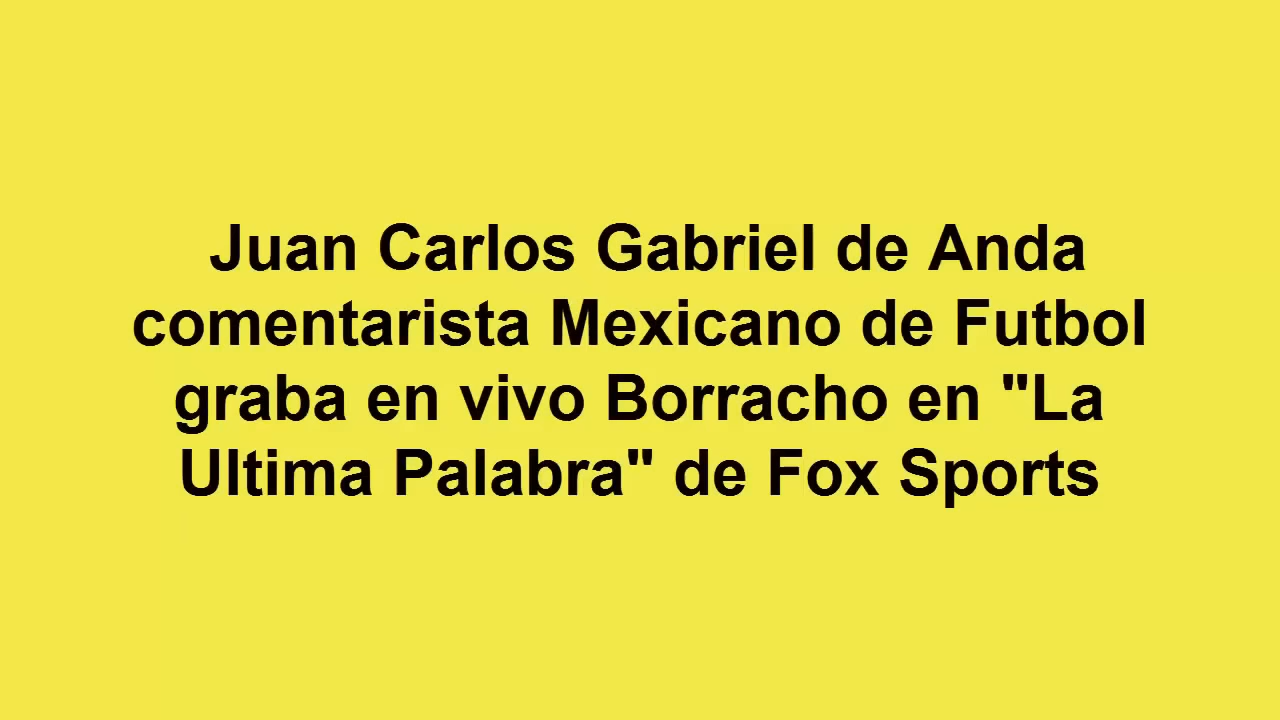 Juan Carlos Gabriel de Anda
comentarista Mexicano de Futbol
graba en vivo Borracho en "La
Ultima Palabra" de Fox Sports